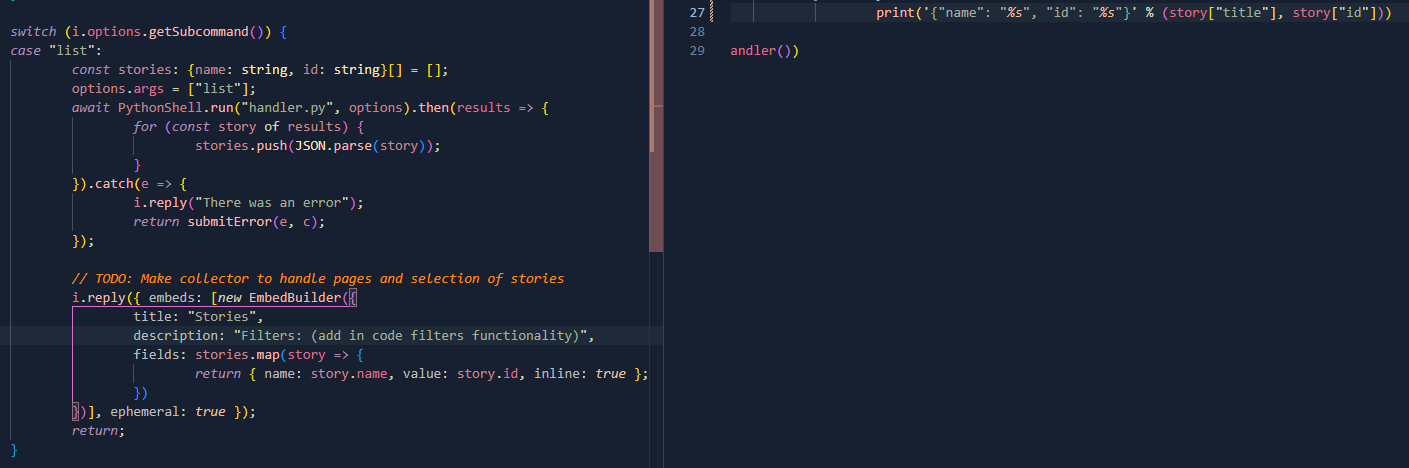 switch (i.options.getSubcommand()) {
case "list":
const stories: {name: string, id: string}[] = [];
options.args = ["list"];
await PythonShell.run("handler.py", options).then(results => {
for (const story of results) {
stories.push(JSON.parse(story));
}
}).catch(e => {
i.reply("There was an error");
return submitError(e, c);
});
// TODO: Make collector to handle pages and selection of stories
i.reply({ embeds: [new EmbedBuilder({
title: "Stories",
description: "Filters: (add in code filters functionality)",
fields: stories.map(story => {
return { name: story.name, value: story.id, inline: true };
})
})], ephemeral: true });
return;
}
27 print('{"name": "%s", "id": "%s"}' % (story["title"], story["id"]))
28
29 andler())